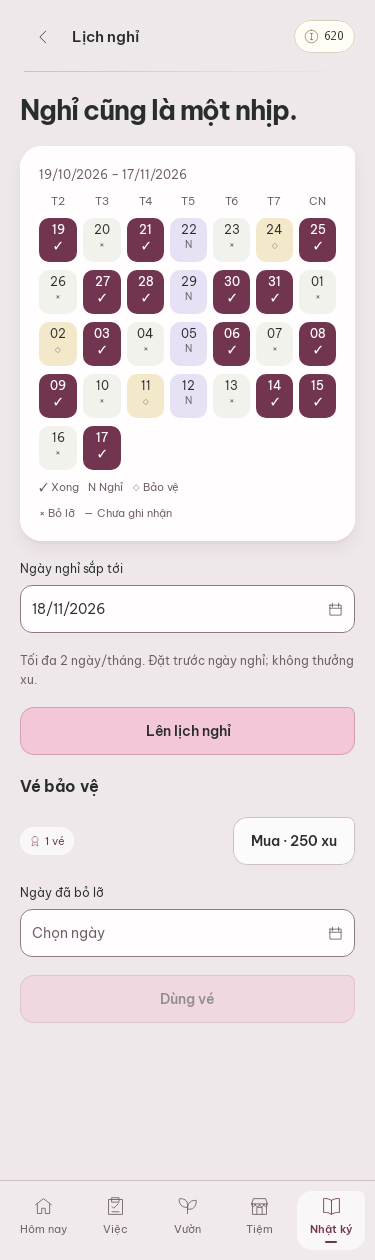 Lịch nghỉ
620
Nghỉ cũng là một nhịp.
19/10/2026 – 17/11/2026
T2 T3 T4 T5 T6 T7 CN
19 20 21 22 23 24 25
✓ × ✓ N × ◇ ✓
26 27 28 29 30 31 01
× ✓ ✓ N ✓ ✓ ×
02 03 04 05 06 07 08
◇ ✓ × N ✓ × ✓
09 10 11 12 13 14 15
✓ × ◇ N × ✓ ✓
16 17
× ✓
✓ Xong N Nghỉ ◇ Bảo vệ
× Bỏ lỡ — Chưa ghi nhận
Ngày nghỉ sắp tới
18/11/2026
Tối đa 2 ngày/tháng. Đặt trước ngày nghỉ; không thưởng
xu.
Lên lịch nghỉ
Vé bảo vệ
1 vé
Mua · 250 xu
Ngày đã bỏ lỡ
Chọn ngày
Dùng vé
Hôm nay Việc Vườn Tiệm Nhật ký